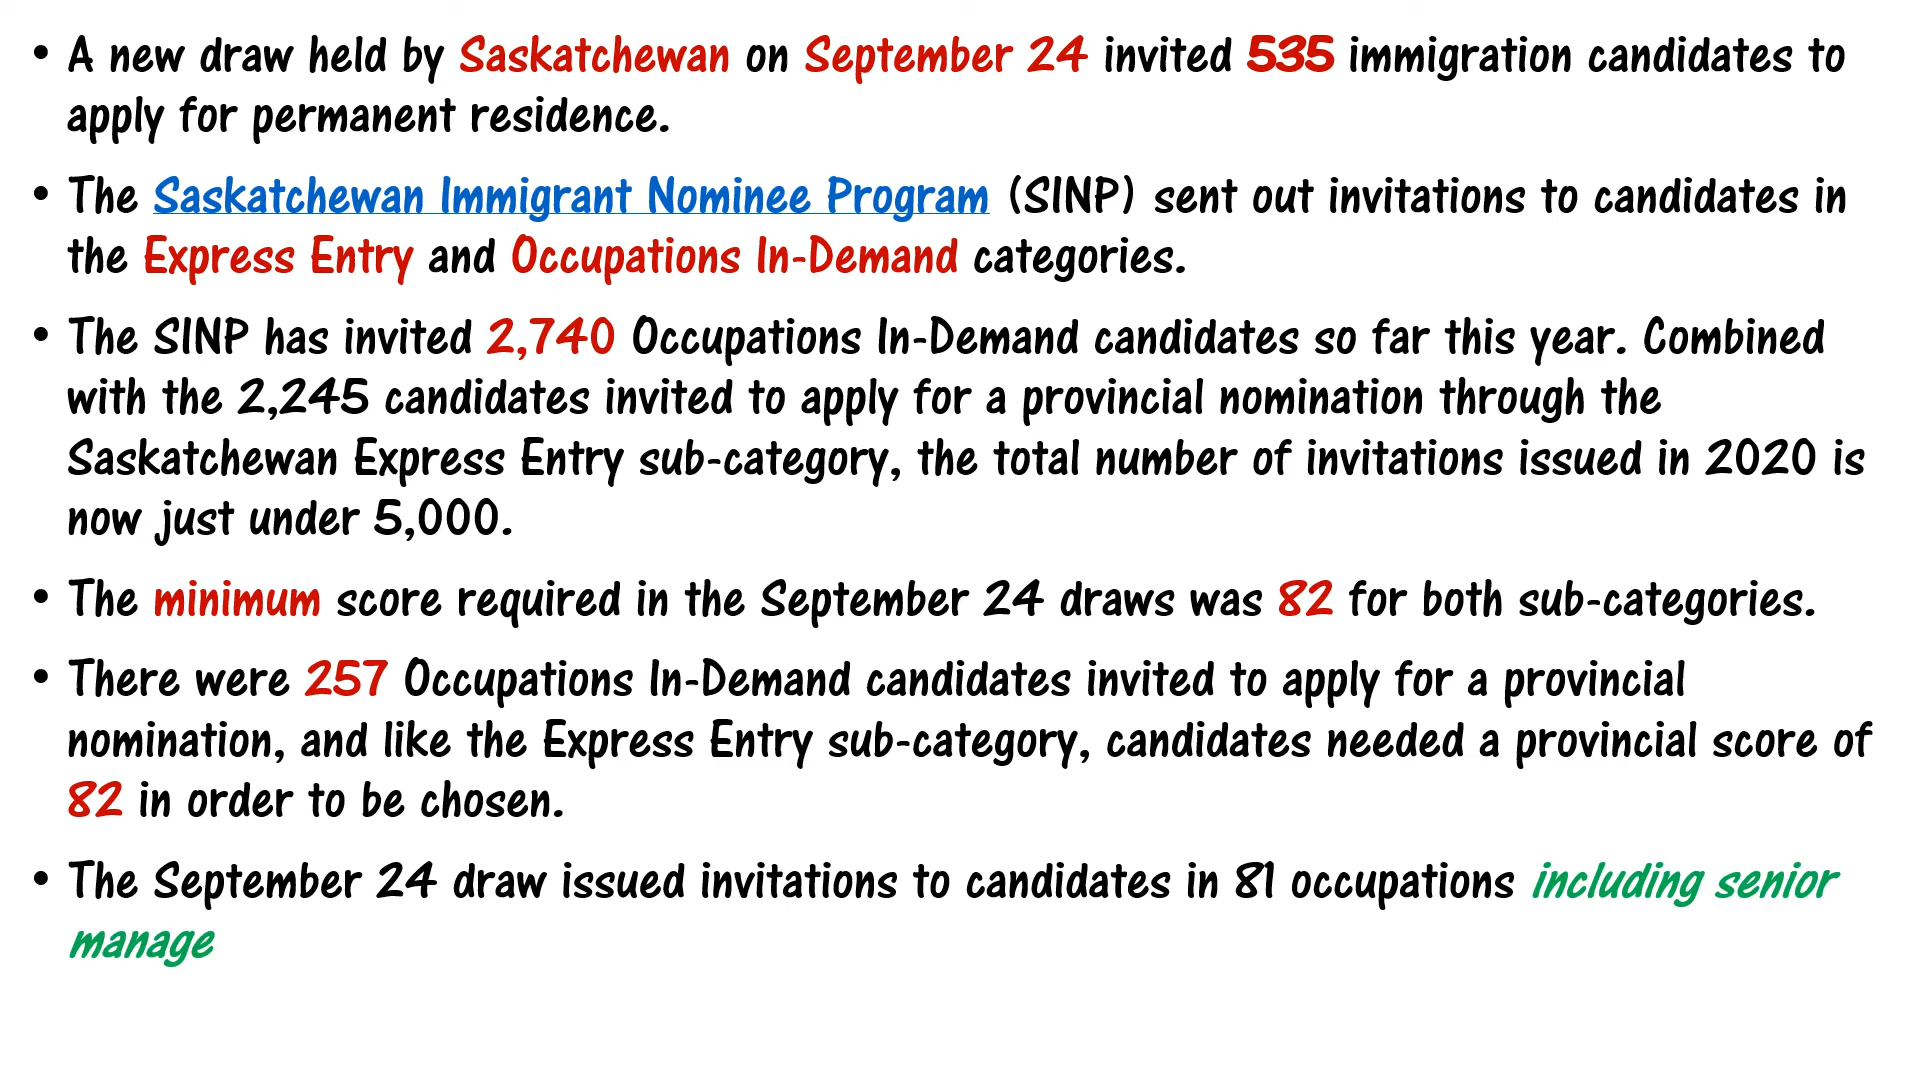 • A new draw held by Saskatchewan on September 24 invited 535 immigration candidates to
apply for permanent residence.
• The Saskatchewan Immigrant Nominee Program (SINP) sent out invitations to candidates in
the Express Entry and Occupations In-Demand categories.
• The SINP has invited 2,740 Occupations In-Demand candidates so far this year. Combined
with the 2,245 candidates invited to apply for a provincial nomination through the
Saskatchewan Express Entry sub-category, the total number of invitations issued in 2020 is
now just under 5,000.
• The minimum score required in the September 24 draws was 82 for both sub-categories.
• There were 257 Occupations In-Demand candidates invited to apply for a provincial
nomination, and like the Express Entry sub-category, candidates needed a provincial score of
82 in order to be chosen.
• The September 24 draw issued invitations to candidates in 81 occupations including senior
manage